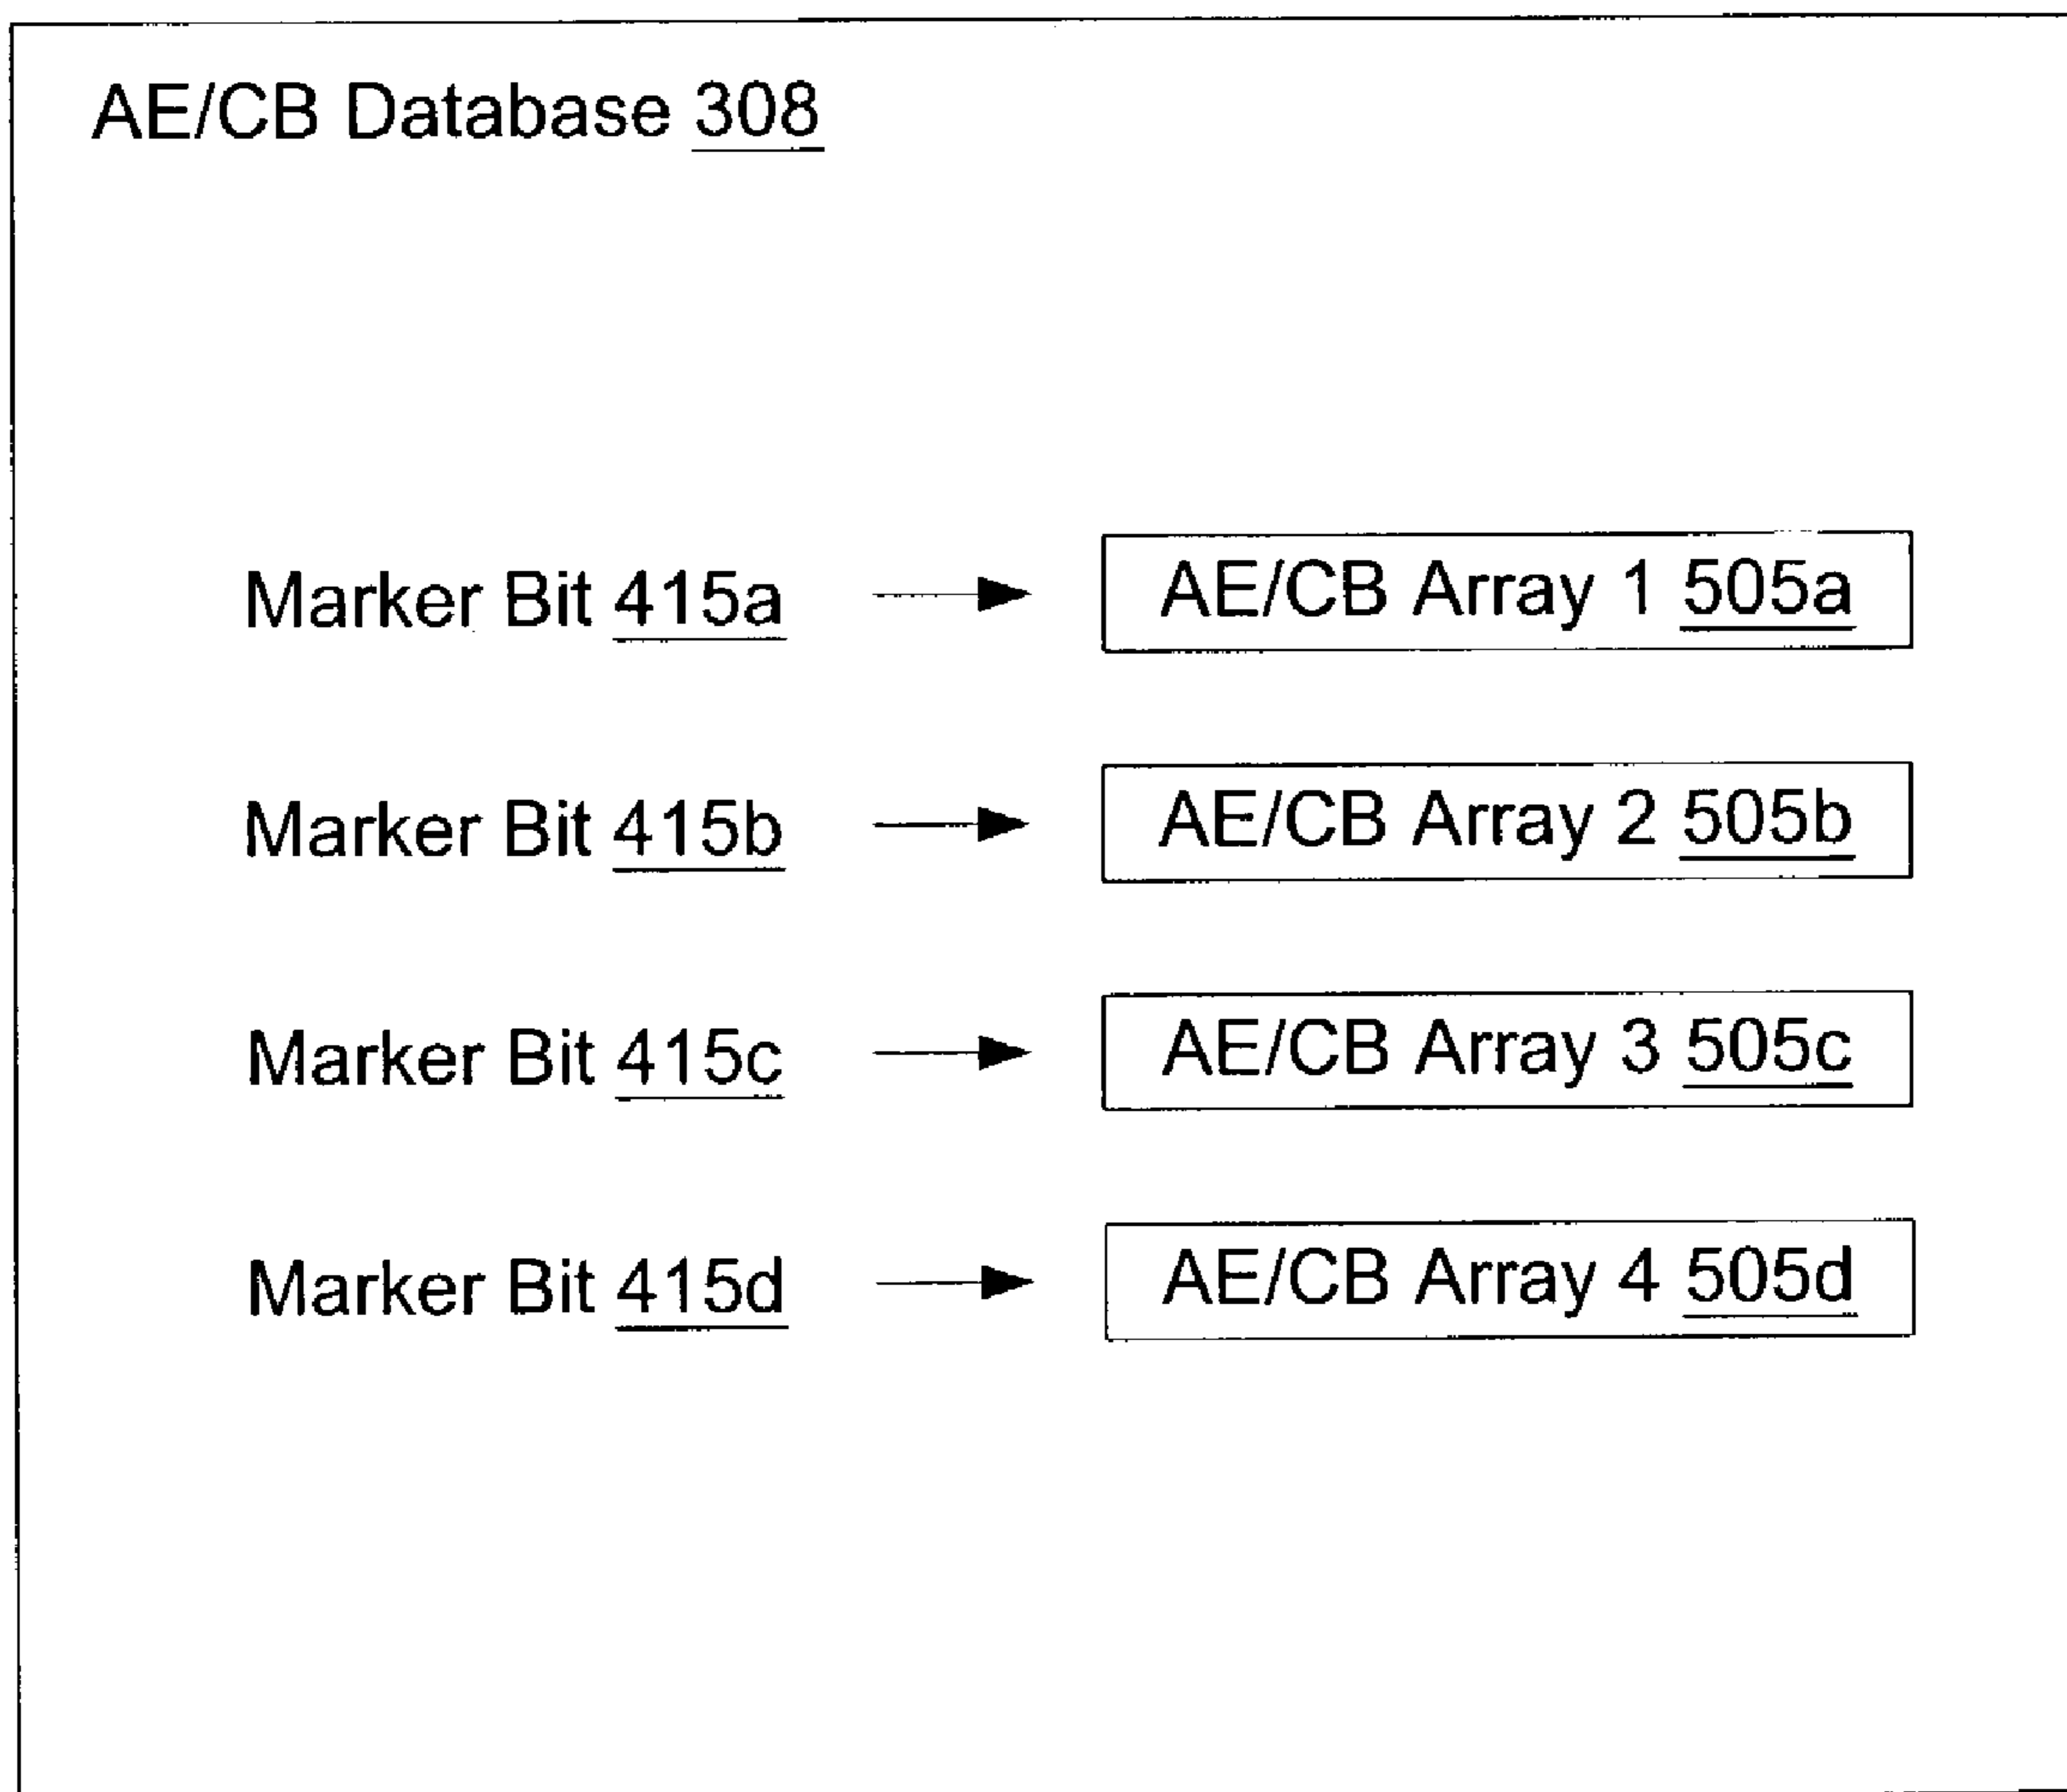 AE/CB Database 308
Marker Bit 415a AE/CB Array 1 505a
Marker Bit 415b AE/CB Array 2 505b
Marker Bit 415c AE/CB Array 3 505c
Marker Bit 415d AE/CB Array 4 505d